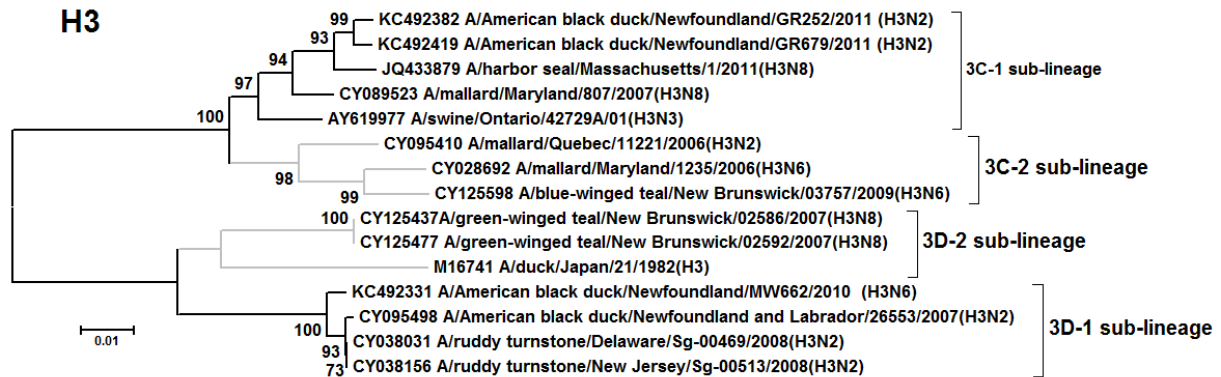 H3
99
KC492382 A/American black duck/Newfoundland/GR252/2011 (H3N2)
93
KC492419 A/American black duck/Newfoundland/GR679/2011 (H3N2)
94
JQ433879 A/harbor seal/Massachusetts/1/2011(H3N8)
3C-1 sub-lineage
97
CY089523 A/mallard/Maryland/807/2007(H3N8)
100
AY619977 A/swine/Ontario/42729A/01(H3N3)
CY095410 A/mallard/Quebec/11221/2006(H3N2)
98
CY028692 A/mallard/Maryland/1235/2006(H3N6)
3C-2 sub-lineage
99
CY125598 A/blue-winged teal/New Brunswick/03757/2009(H3N6)
100
CY125437A/green-winged teal/New Brunswick/02586/2007(H3N8)
CY125477 A/green-winged teal/New Brunswick/02592/2007(H3N8)
3D-2 sub-lineage
M16741 A/duck/Japan/21/1982(H3)
KC492331 A/American black duck/Newfoundland/MW662/2010 (H3N6)
100
CY095498 A/American black duck/Newfoundland and Labrador/26553/2007(H3N2)
3D-1 sub-lineage
0.01
CY038031 A/ruddy turnstone/Delaware/Sg-00469/2008(H3N2)
93
73
CY038156 A/ruddy turnstone/New Jersey/Sg-00513/2008(H3N2)